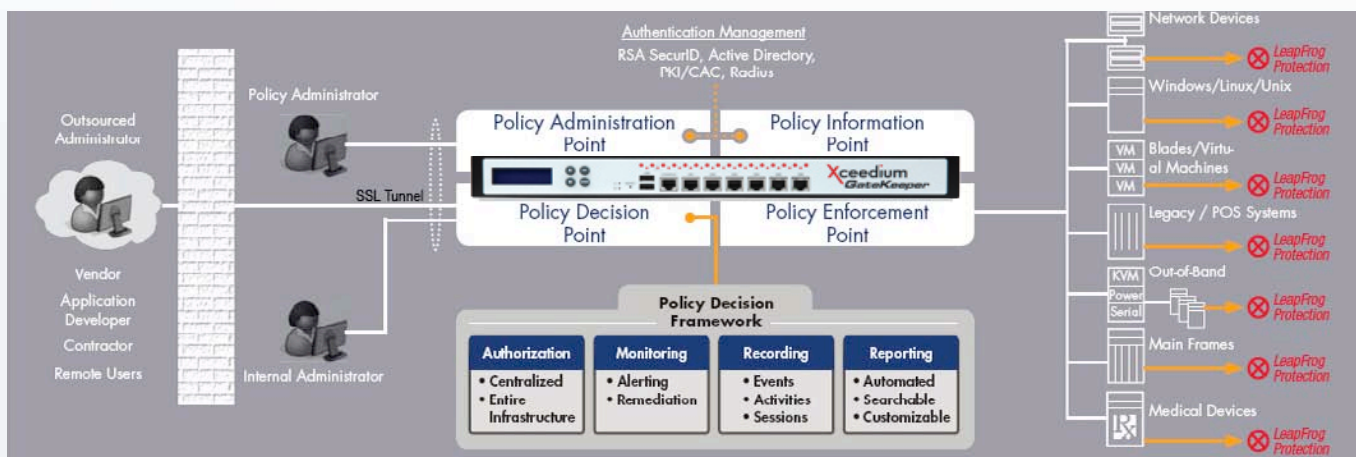 Outsourced
Administrator
Vendor
Application
Developer
Contractor
Remote Users
Policy Administrator
Internal Administrator
SSL Tunnel
Authentication Management
RSA SecurID, Active Directory,
PKI/CAC, Radius
Policy Administration
Point
Policy Information
Point
Xceedium
GateKeeper
Policy Decision
Point
Policy Enforcement
Point
Policy Decision
Framework
Authorization
• Centralized
• Entire
Infrastructure
Monitoring
• Alerting
• Remediation
Recording
• Events
• Activities
• Sessions
Reporting
• Automated
• Searchable
• Customizable
Network Devices
LeapFrog
Protection
Windows/Linux/Unix
LeapFrog
Protection
VM
VM
VM
Blades/Virtu-
al Machines
LeapFrog
Protection
Legacy / POS Systems
LeapFrog
Protection
KVM
Power
Serial
Out-of-Band
LeapFrog
Protection
Main Frames
LeapFrog
Protection
Medical Devices
Rx
LeapFrog
Protection